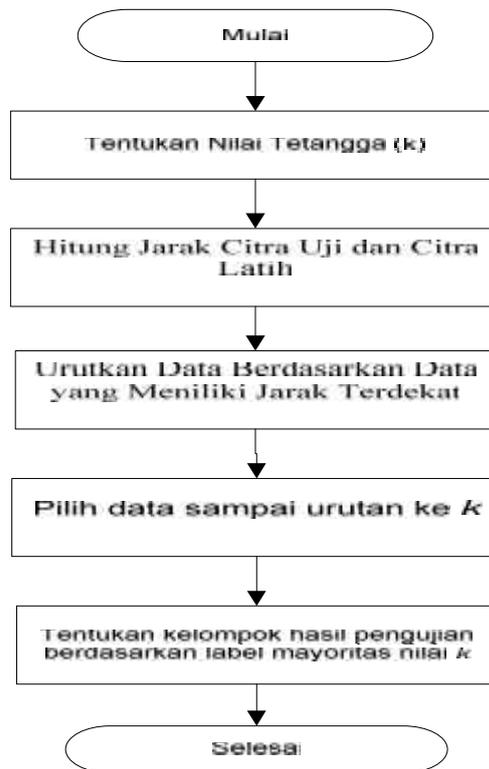 Mulai
Tentukan Nilai Tetangga (k)
Hitung Jarak Citra Uji dan Citra
Latih
Urutkan Data Berdasarkan Data
yang Meniliki Jarak Terdekat
Pilih data sampai urutan ke k
Tentukan kelompok hasil pengujian
berdasarkan label mayoritas nilai k
Selesai